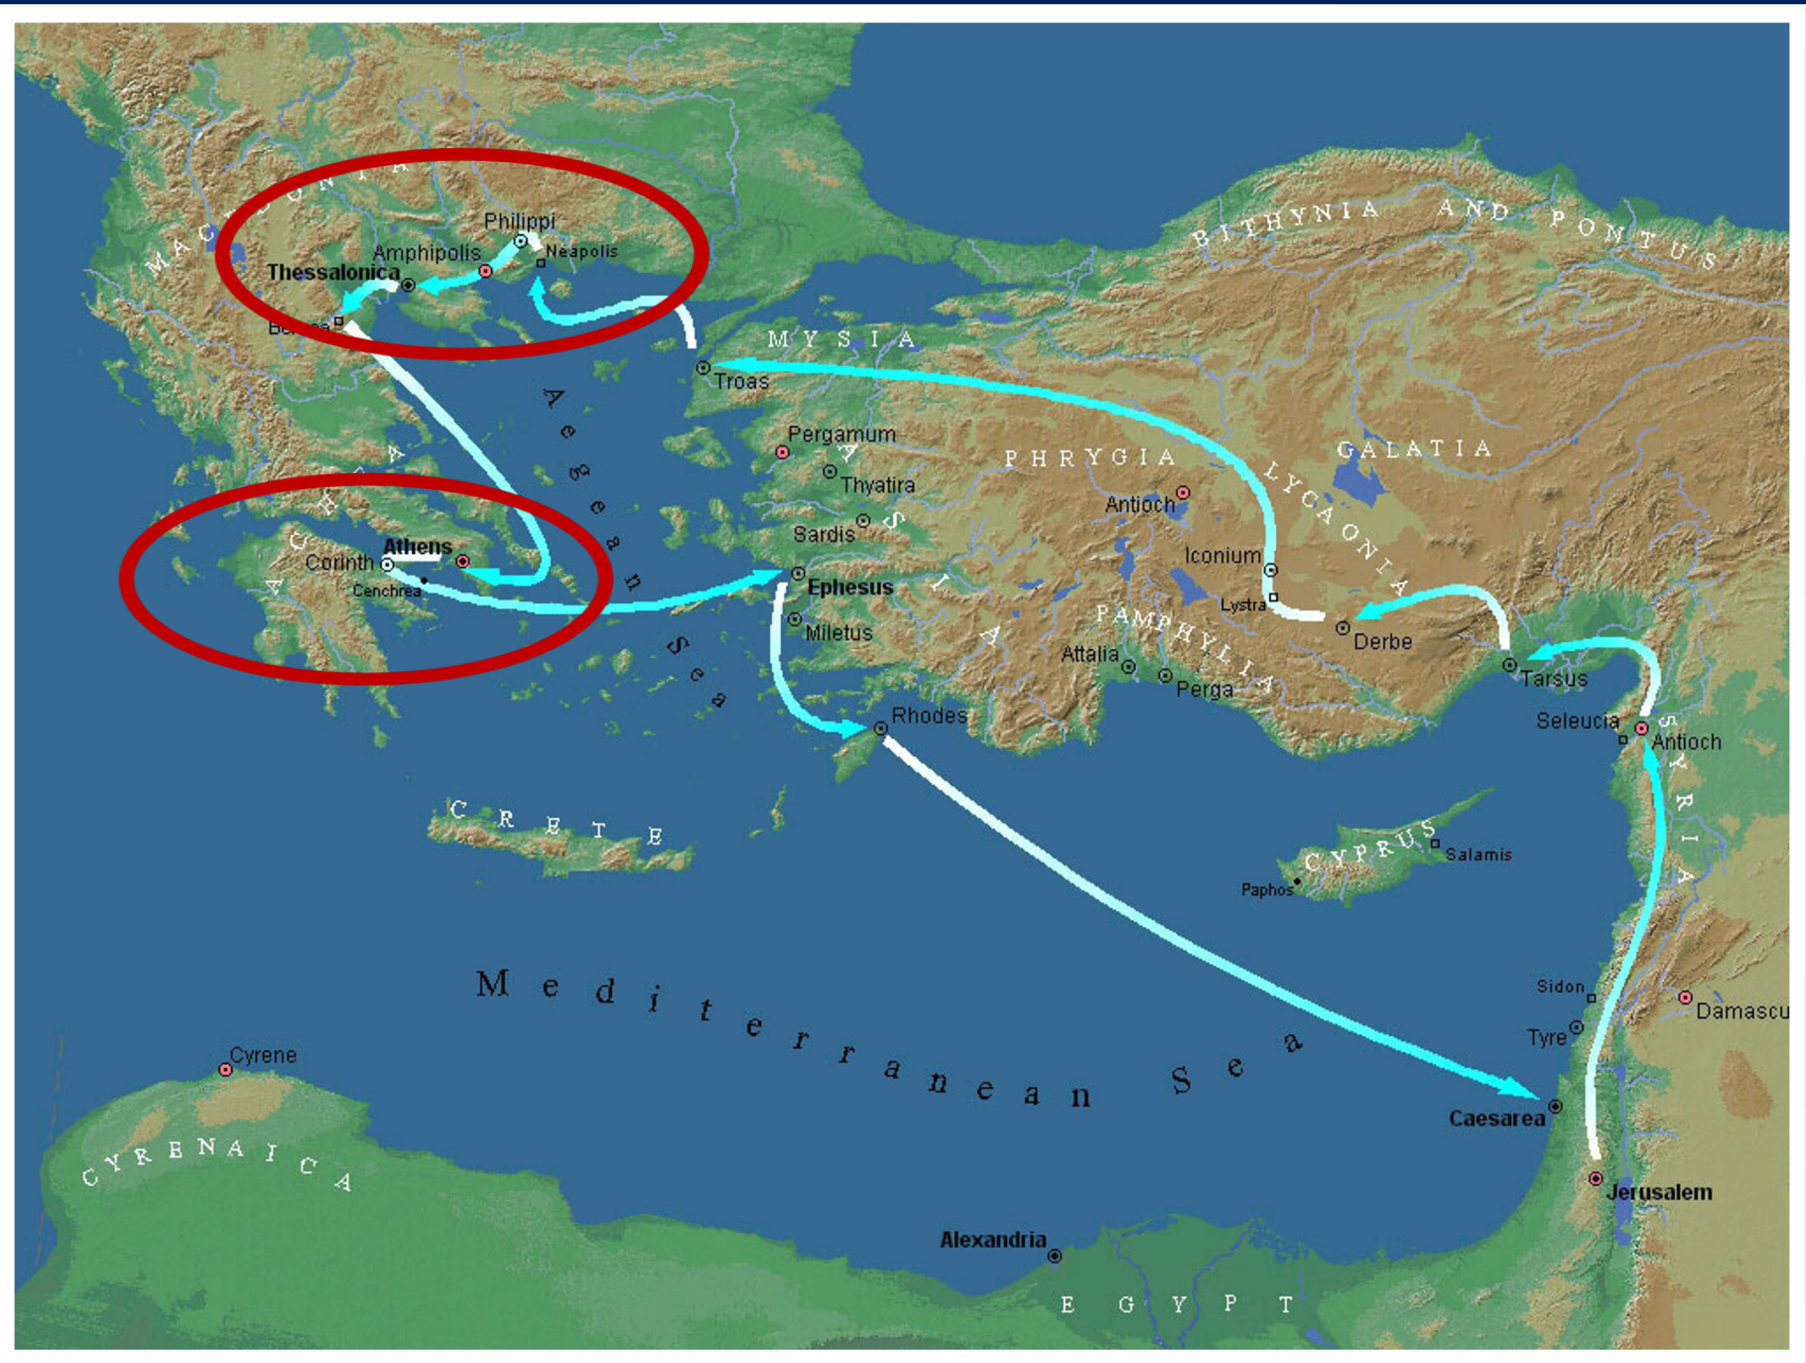 MACEDONIA
Philippi
Neapolis
Amphipolis
Thessalonica
BITHYNIA AND PONTUS
MYSIA
Troas
Aegean Sea
Pergamum
Thyatira
PHRYGIA
GALATIA
LYCAONIA
Antioch
Sardis
ASIA
ACHEA
Athens
Corinth
Cenchrea
Ephesus
Iconium
Lystra
Derbe
Miletus
PAMPHYLIA
Attalia
Perga
Tarsus
Rhodes
Seleucia
Antioch
SYRIA
CRETE
CYPRUS
Salamis
Paphos
Mediterranean Sea
Sidon
Damascu
Tyre
Cyrene
Caesarea
CYRENAICA
Jerusalem
Alexandria
EGYPT